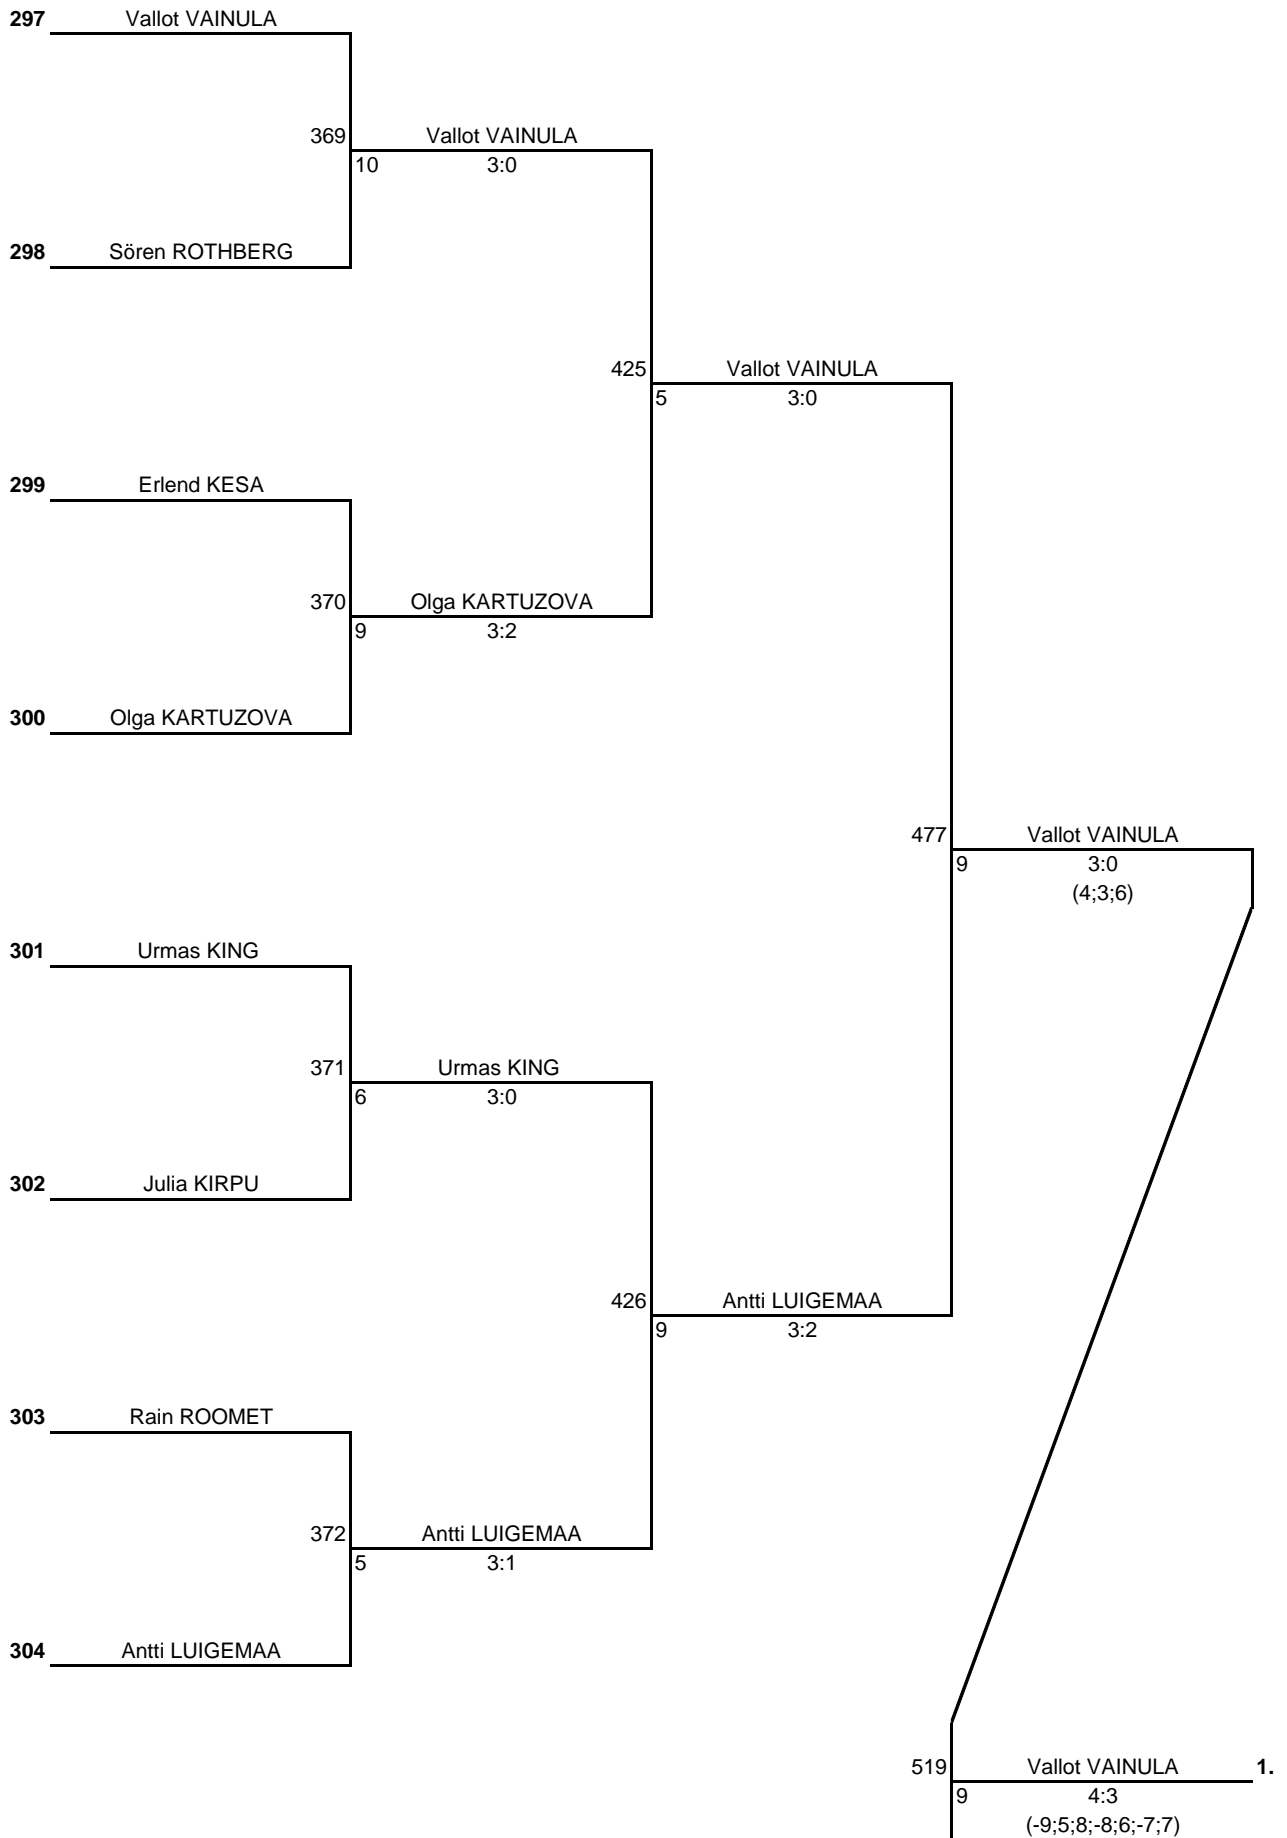 297 Vallot VAINULA
369 Vallot VAINULA
10 3:0
298 Sören ROTHBERG
425 Vallot VAINULA
5 3:0
299 Erlend KESA
370 Olga KARTUZOVA
9 3:2
300 Olga KARTUZOVA
477 Vallot VAINULA
9 3:0
(4;3;6)
301 Urmas KING
371 Urmas KING
6 3:0
302 Julia KIRPU
426 Antti LUIGEMAA
9 3:2
303 Rain ROOMET
372 Antti LUIGEMAA
5 3:1
304 Antti LUIGEMAA
519 Vallot VAINULA 1.
9 4:3
(-9;5;8;-8;6;-7;7)